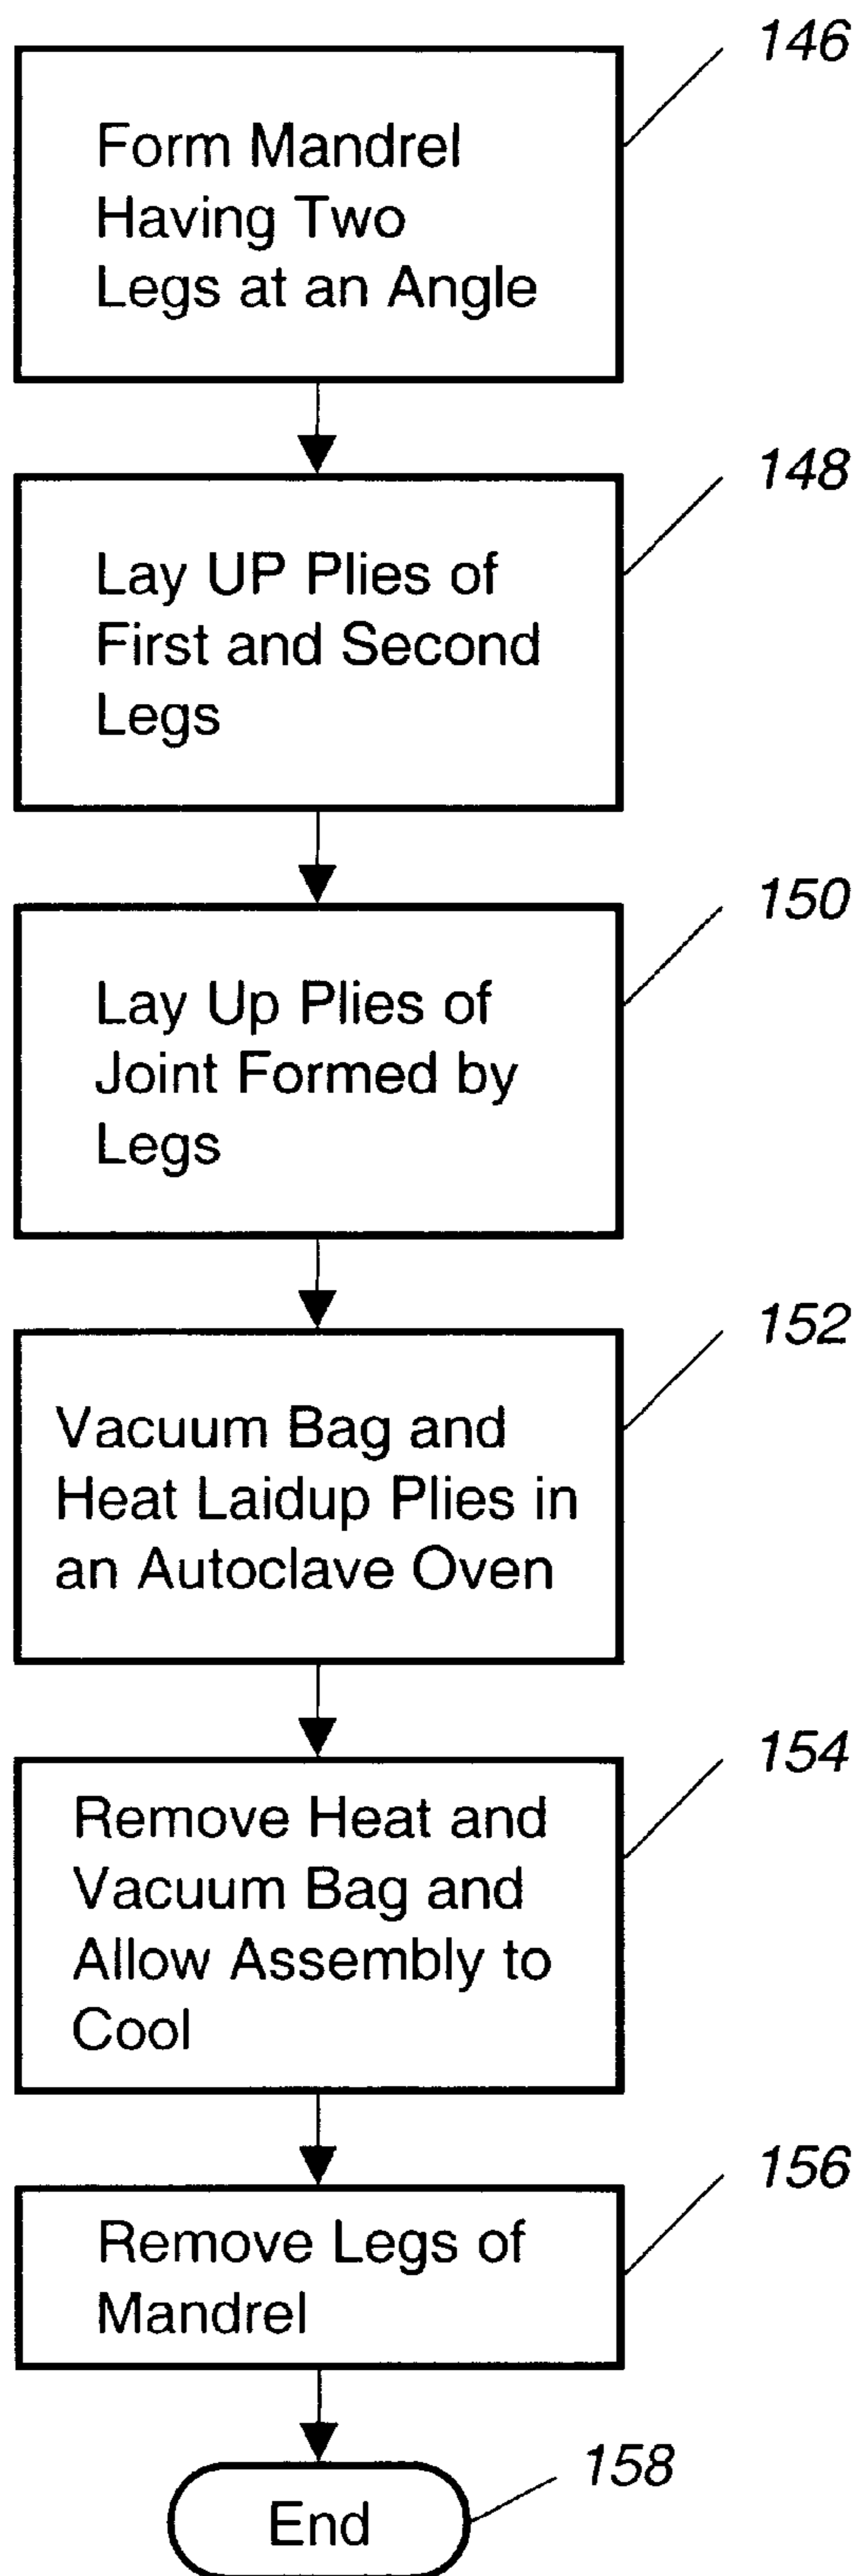 146
Form Mandrel
Having Two
Legs at an Angle
148
Lay UP Plies of
First and Second
Legs
150
Lay Up Plies of
Joint Formed by
Legs
152
Vacuum Bag and
Heat Laidup Plies in
an Autoclave Oven
154
Remove Heat and
Vacuum Bag and
Allow Assembly to
Cool
156
Remove Legs of
Mandrel
158
End